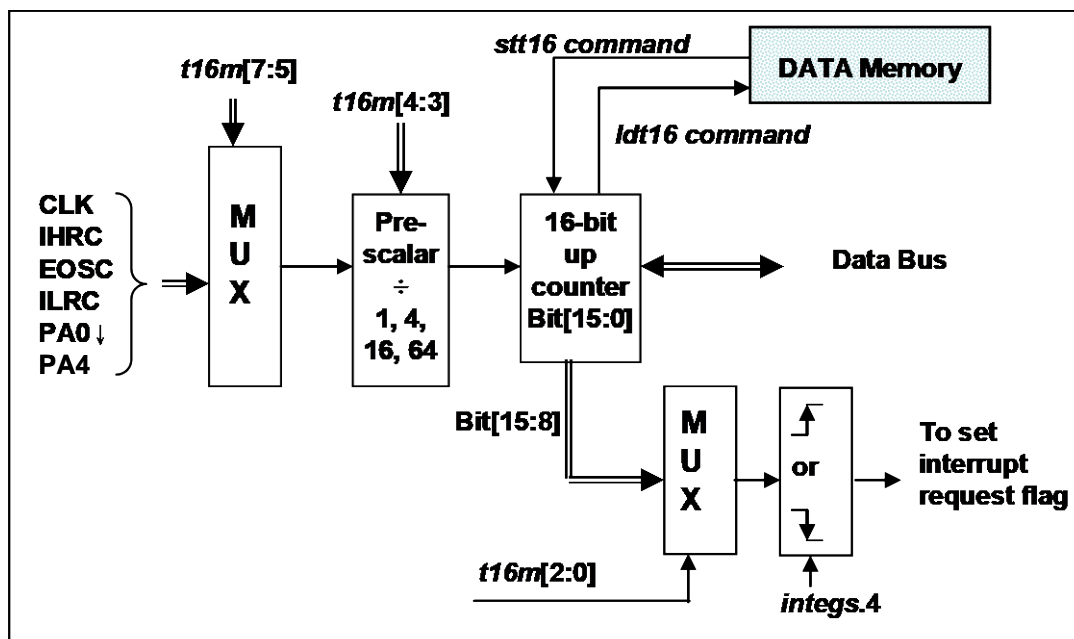 stt16 command
DATA Memory
t16m[7:5]
t16m[4:3]
ldt16 command
CLK
IHRC
EOSC
ILRC
PA0↓
PA4
M
U
X
Pre-
scalar
÷
1, 4,
16, 64
16-bit
up
counter
Bit[15:0]
Data Bus
Bit[15:8]
M
U
X
or
To set
interrupt
request flag
t16m[2:0]
integs.4